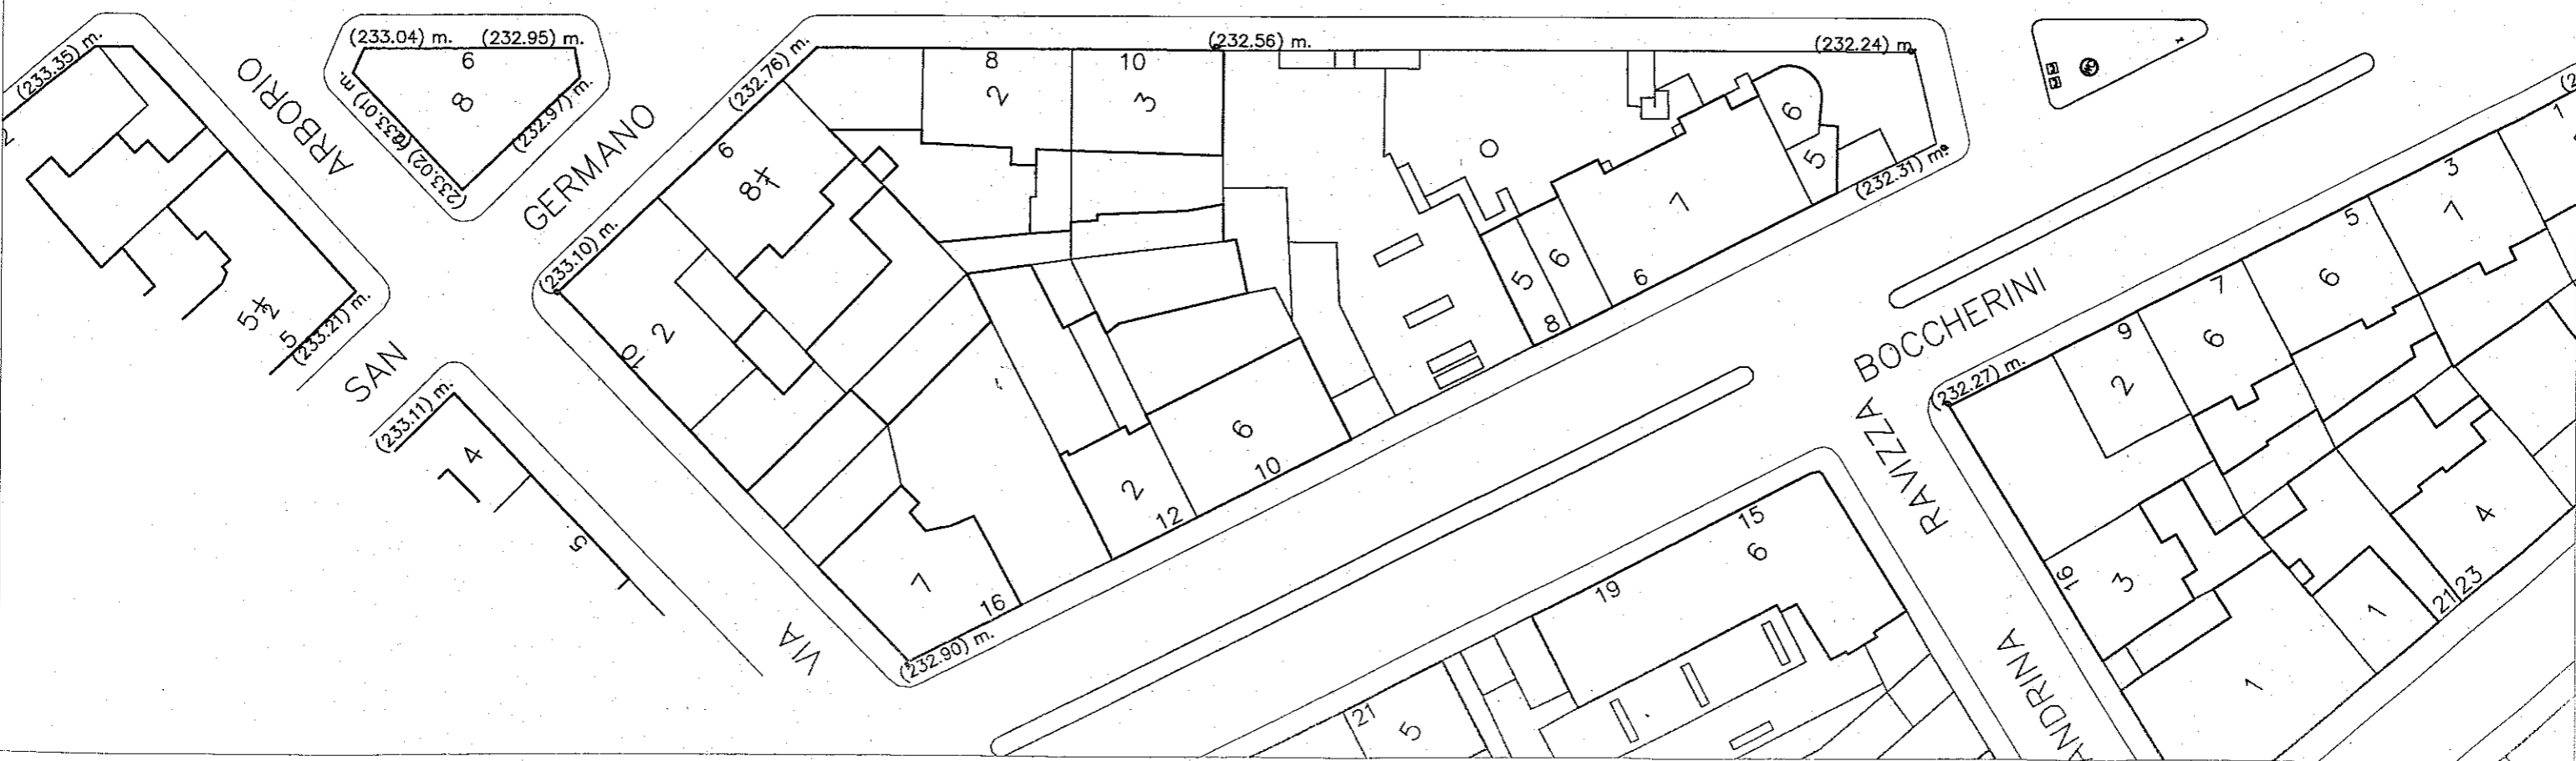 (233.35) m.
ARBORIO
(233.04) m.
(232.95) m.
6
8
(233.01) m.
(233.02) m.
(232.97) m.
GERMANO
(232.76) m.
6
8+
(233.10) m.
2
10
8
2
10
3
(232.56) m.
(232.24) m.
6
5
(232.31) m.
7
6
6
5
8
5+2
5
(233.21) m.
SAN
(233.11) m.
4
5
VIA
7
16
(232.90) m.
2
12
6
10
BOCCHERINI
RAVIZZA
(232.27) m.
9
2
7
6
5
6
3
7
1
16
3
4
21
23
1
1
15
6
19
21
5
ANDRINA